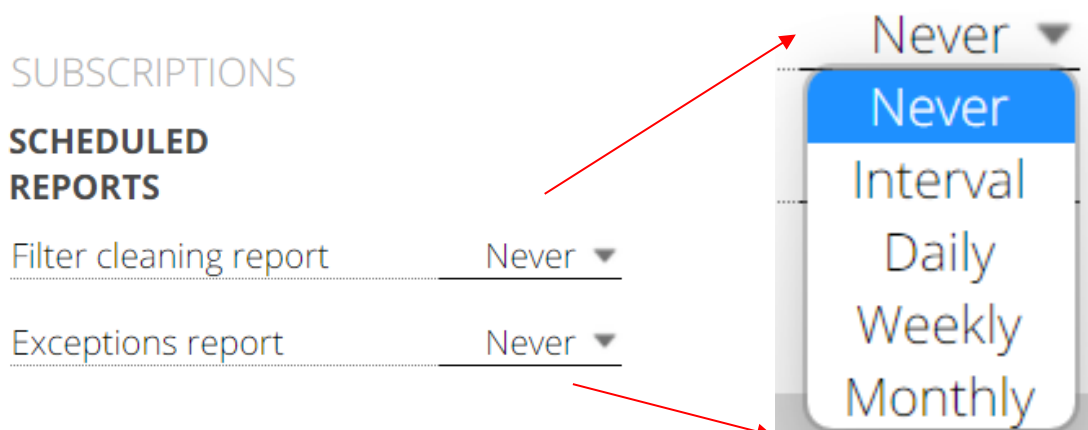 SUBSCRIPTIONS
SCHEDULED
REPORTS
Filter cleaning report Never
Exceptions report Never
Never
Never
Interval
Daily
Weekly
Monthly